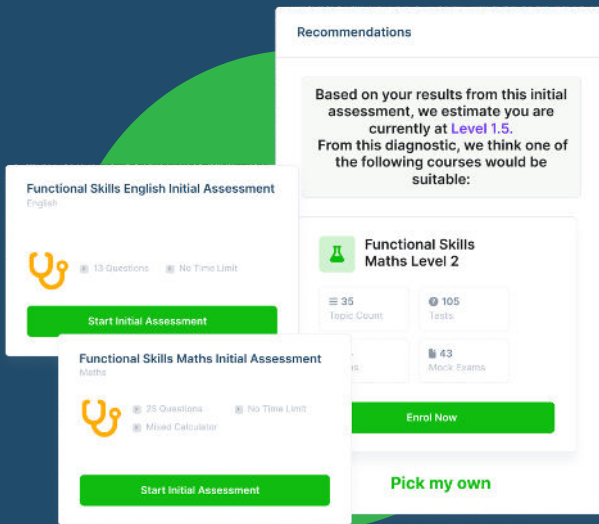 Recommendations
Based on your results from this initial
assessment, we estimate you are
currently at Level 1.5.
From this diagnostic, we think one of
the following courses would be
suitable:
Functional Skills
Maths Level 2
35
Topic Count
105
Tests
43
Mock Exams
Enrol Now
Pick my own
Functional Skills English Initial Assessment
English
13 Questions
No Time Limit
Start Initial Assessment
Functional Skills Maths Initial Assessment
Maths
25 Questions
No Time Limit
Mixed Calculator
Start Initial Assessment